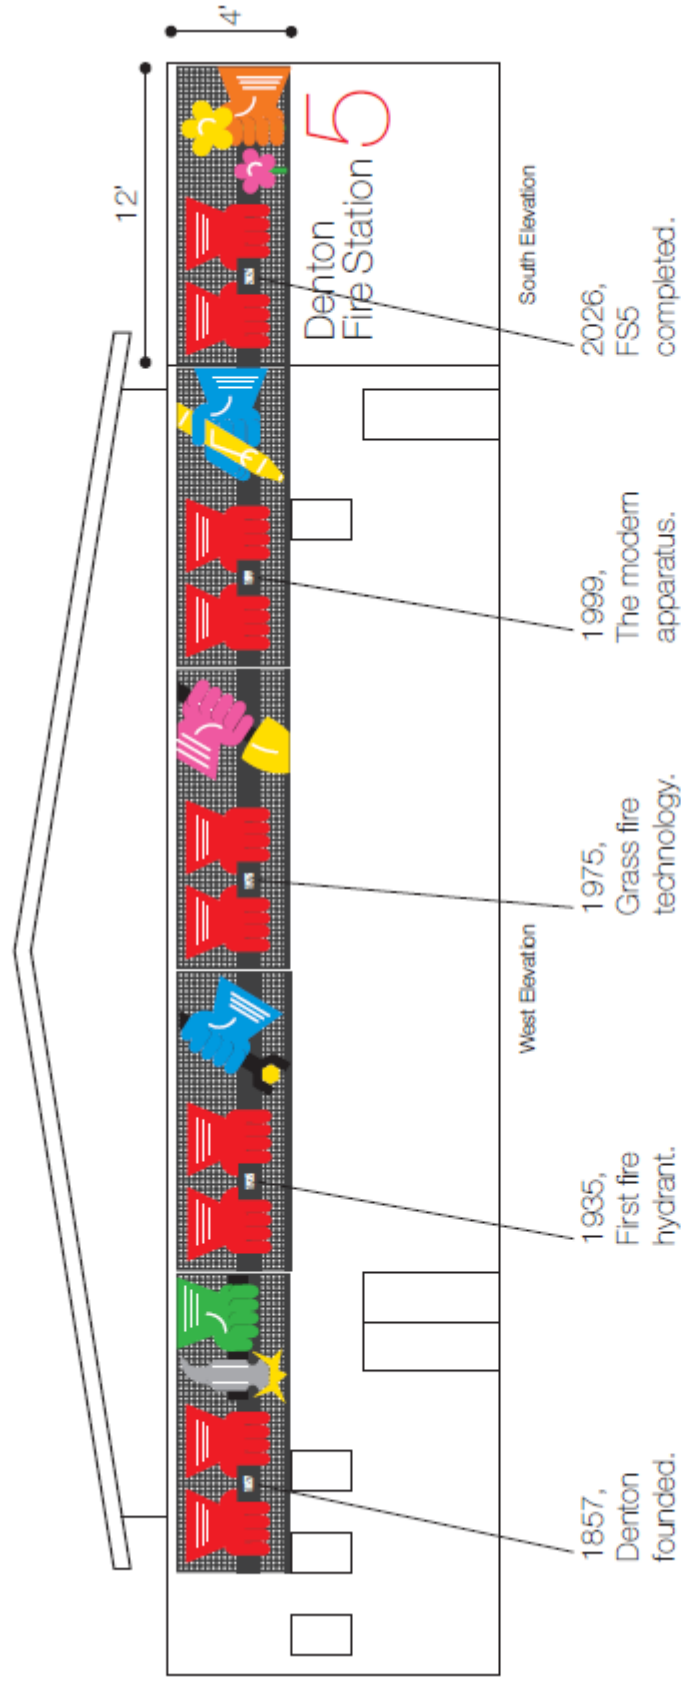 4'
12'
Denton
Fire Station 5
West Elevation
South Elevation
1857,
Denton
founded.
1935,
First fire
hydrant.
1975,
Grass fire
technology.
1999,
The modern
apparatus.
2026,
FS5
completed.